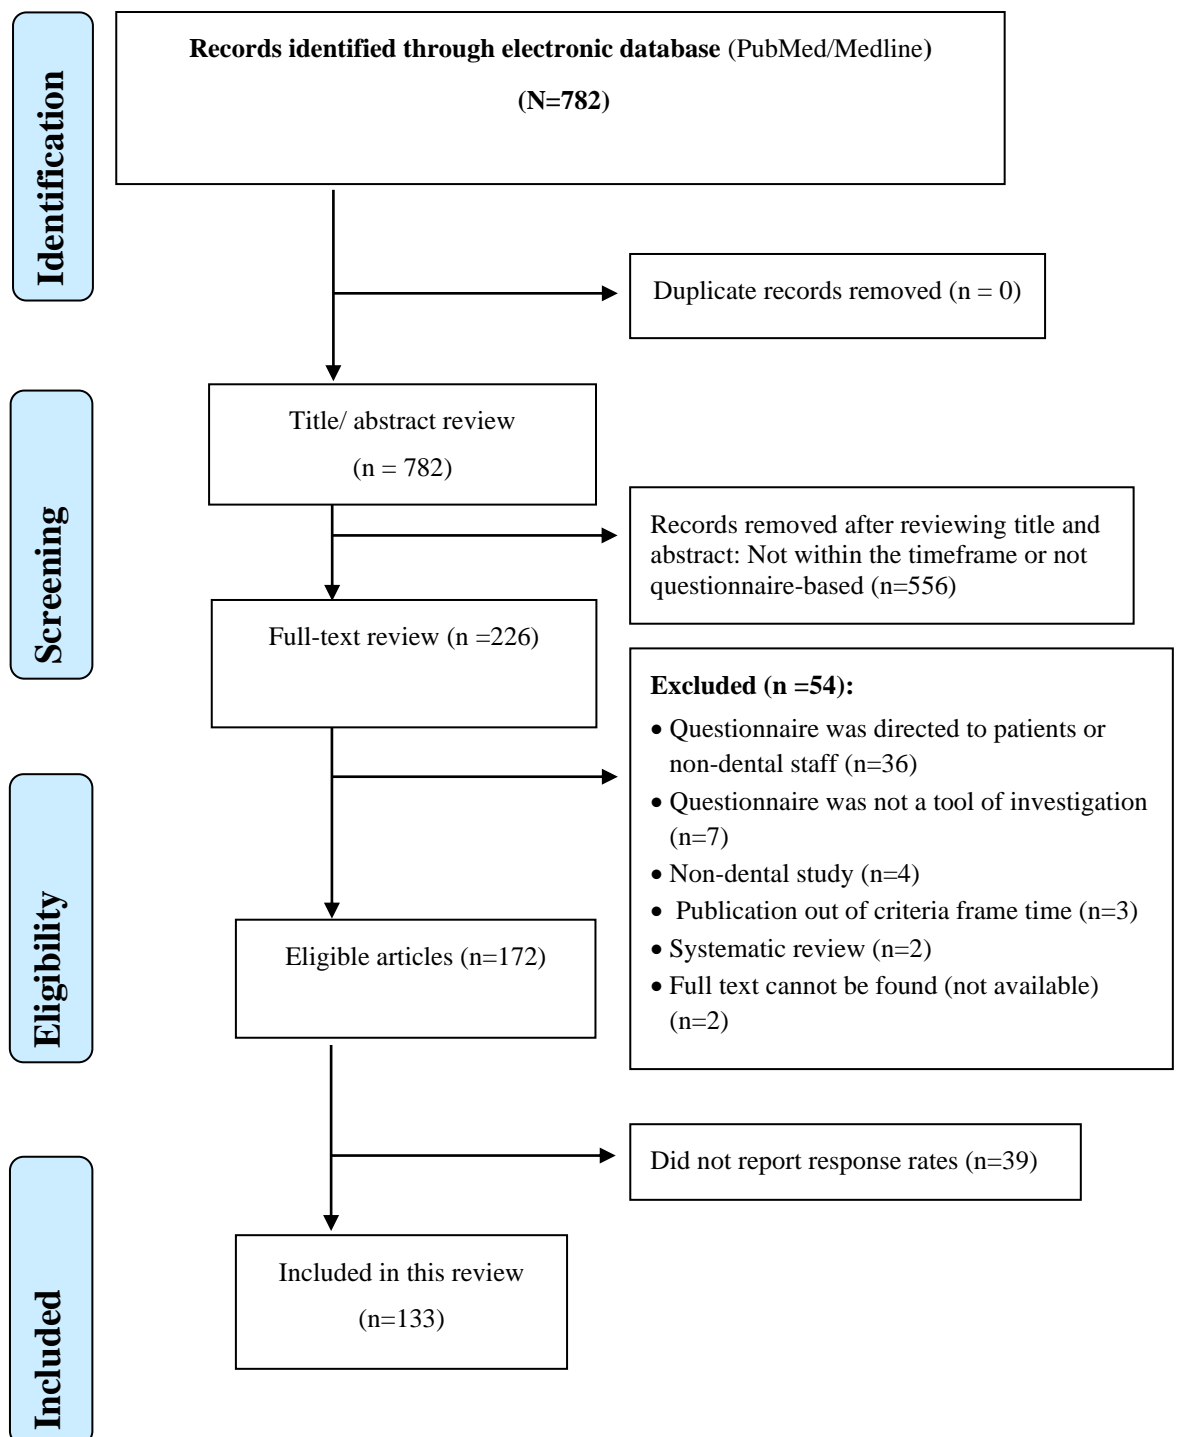 Identification
Records identified through electronic database (PubMed/Medline)
(N=782)
Duplicate records removed (n = 0)
Screening
Title/ abstract review
(n = 782)
Records removed after reviewing title and
abstract: Not within the timeframe or not
questionnaire-based (n=556)
Full-text review (n =226)
Excluded (n =54):
• Questionnaire was directed to patients or
non-dental staff (n=36)
• Questionnaire was not a tool of investigation
(n=7)
• Non-dental study (n=4)
• Publication out of criteria frame time (n=3)
• Systematic review (n=2)
• Full text cannot be found (not available)
(n=2)
Eligibility
Eligible articles (n=172)
Did not report response rates (n=39)
Included
Included in this review
(n=133)